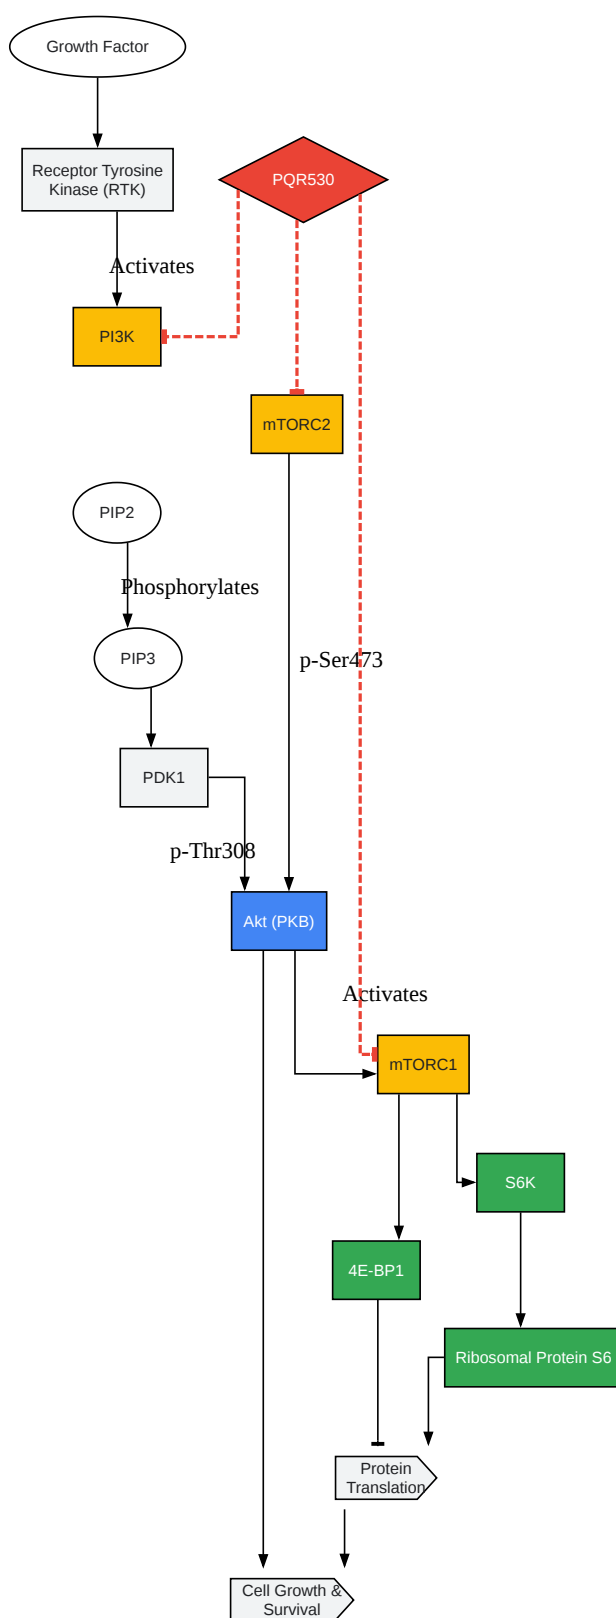 Growth Factor
Receptor Tyrosine
Kinase (RTK)
PQR530
Activates
PI3K
mTORC2
PIP2
Phosphorylates
PIP3
p-Ser473
PDK1
p-Thr308
Akt (PKB)
Activates
mTORC1
S6K
4E-BP1
Ribosomal Protein S6
Protein
Translation
Cell Growth &
Survival